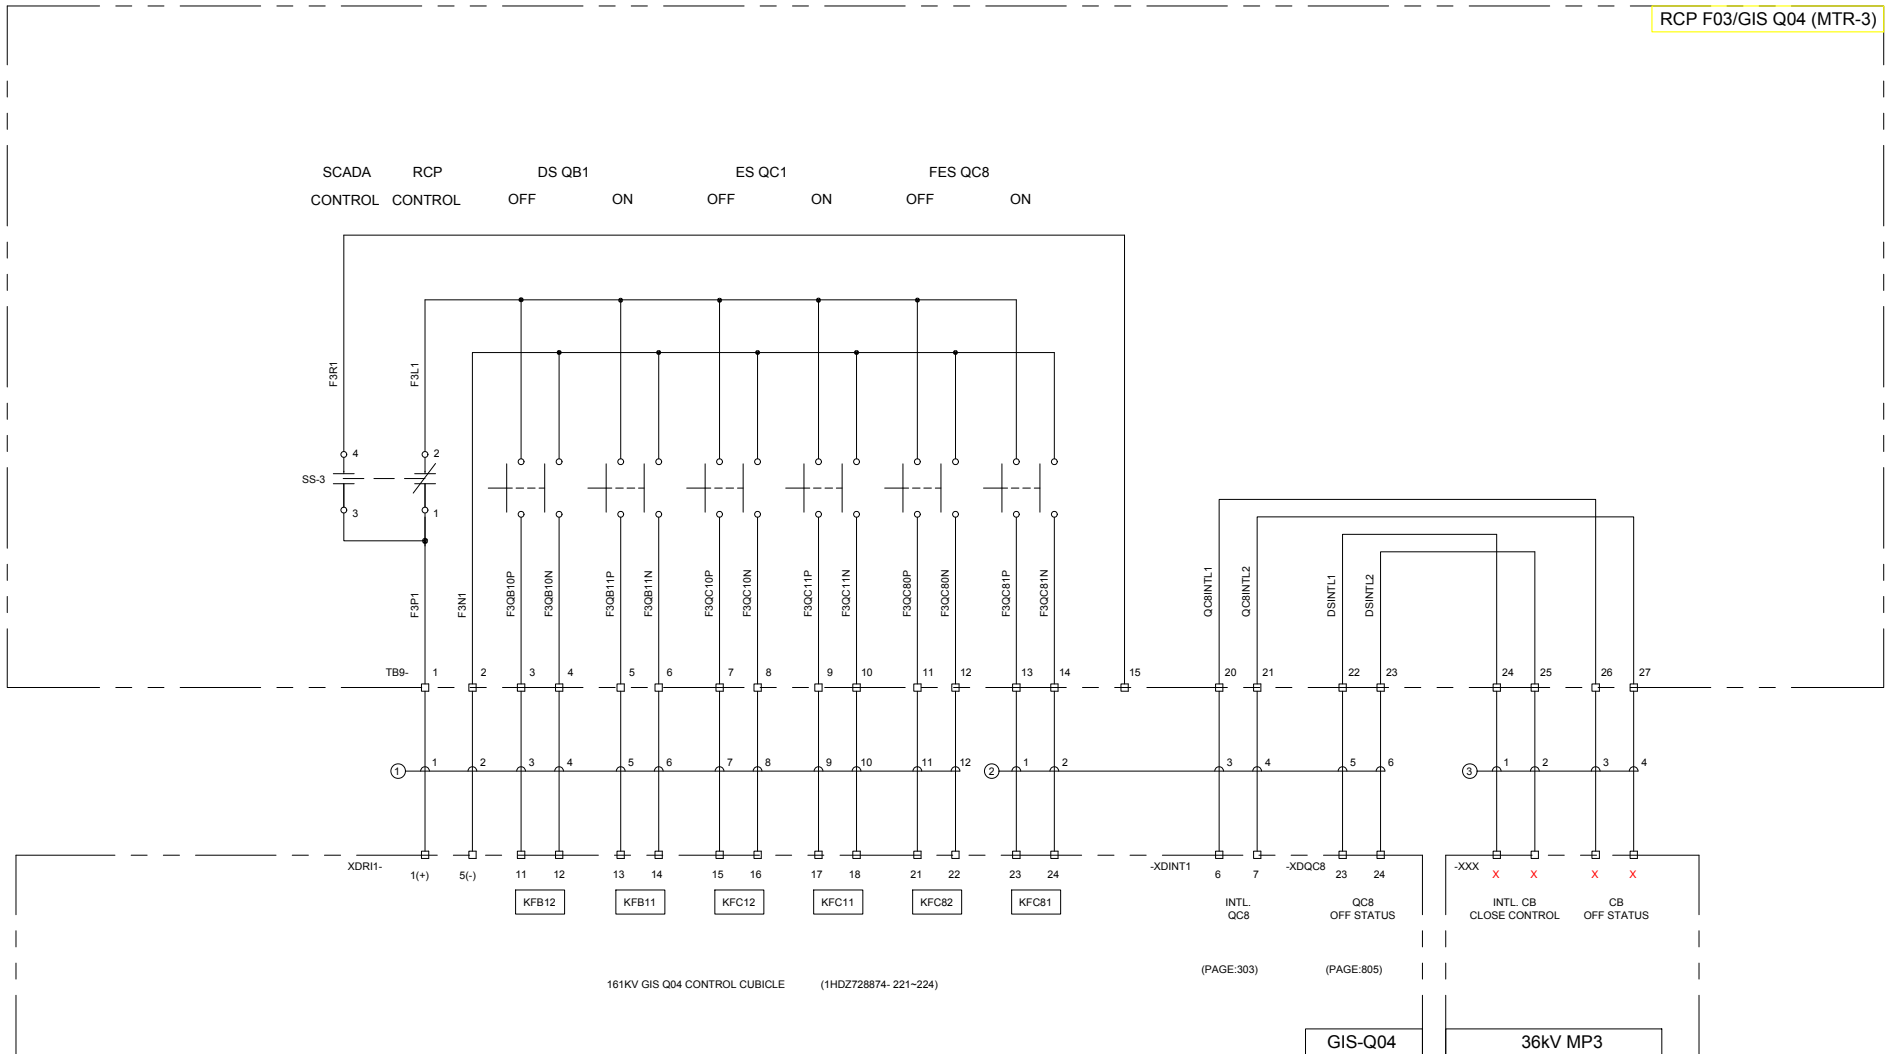 RCP F03/GIS Q04 (MTR-3)
SCADA RCP DS QB1 ES QC1 FES QC8
CONTROL CONTROL OFF ON OFF ON OFF ON
F3R1 F3L1
4 2
SS-3
3 1
F3P1 F3N1 F3QB10P F3QB10N F3QB11P F3QB11N F3QC10P F3QC10N F3QC11P F3QC11N F3QC80P F3QC80N F3QC81P F3QC81N QC8INTL1 QC8INTL2 DSINTL1 DSINTL2
TB9- 1 2 3 4 5 6 7 8 9 10 11 12 13 14 15 20 21 22 23 24 25 26 27
1 1 2 3 4 5 6 7 8 9 10 11 12 2 1 2 3 4 5 6 3 1 2 3 4
XDRI1- 1(+) 5(-) 11 12 13 14 15 16 17 18 21 22 23 24 -XDINT1 6 7 -XDQC8 23 24 -XXX X X X X
KFB12 KFB11 KFC12 KFC11 KFC82 KFC81
INTL. QC8 INTL. CB CB
QC8 OFF STATUS CLOSE CONTROL OFF STATUS
(PAGE:303) (PAGE:805)
161KV GIS Q04 CONTROL CUBICLE (1HDZ728874- 221~224)
GIS-Q04 36kV MP3